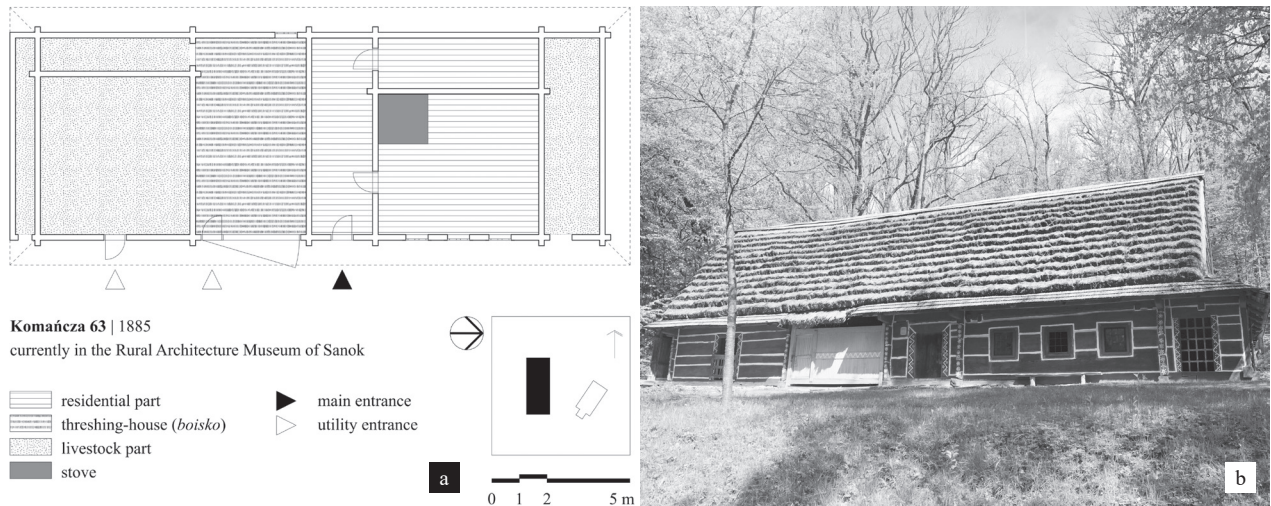 Komańcza 63 | 1885
currently in the Rural Architecture Museum of Sanok
residential part
threshing-house (boisko)
livestock part
stove
main entrance
utility entrance
a
0 1 2 5 m
b